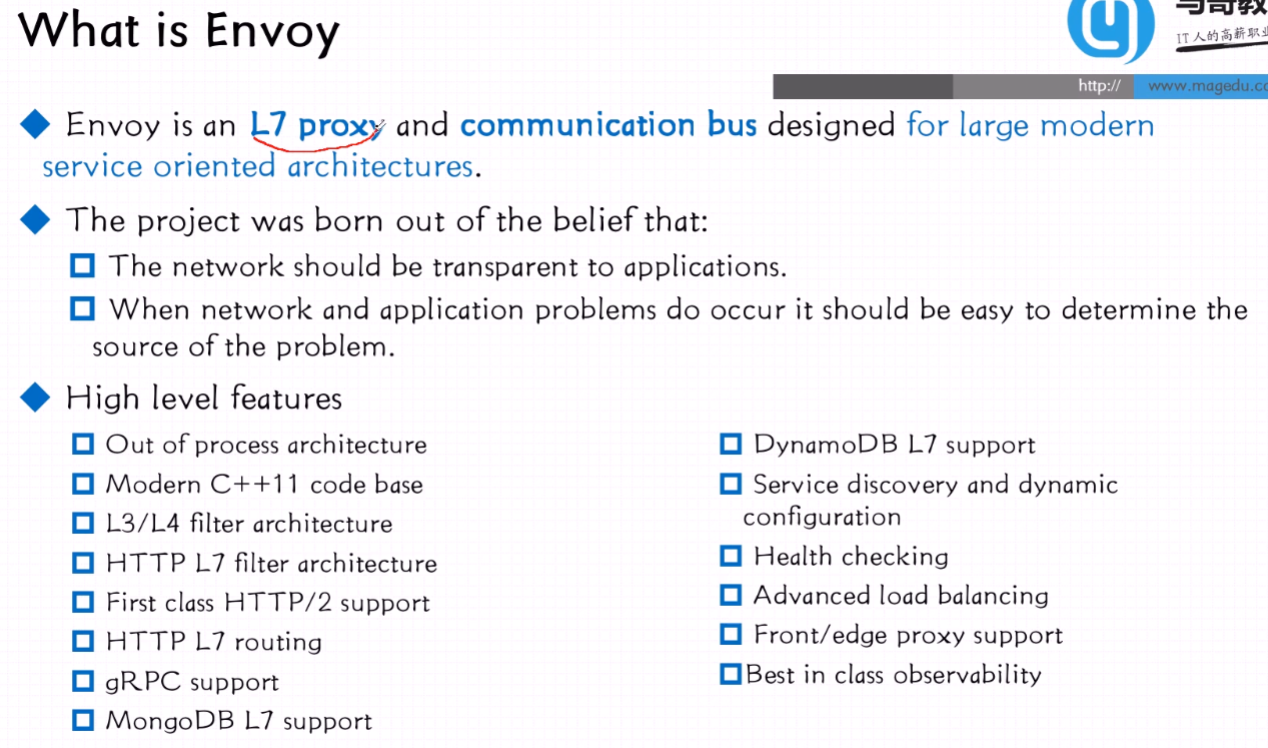 What is Envoy
IT人的高薪职业
http:// www.magedu.co
Envoy is an L7 proxy and communication bus designed for large modern
service oriented architectures.
The project was born out of the belief that:
The network should be transparent to applications.
When network and application problems do occur it should be easy to determine the
source of the problem.
High level features
Out of process architecture
Modern C++11 code base
L3/L4 filter architecture
HTTP L7 filter architecture
First class HTTP/2 support
HTTP L7 routing
gRPC support
MongoDB L7 support
DynamoDB L7 support
Service discovery and dynamic
configuration
Health checking
Advanced load balancing
Front/edge proxy support
Best in class observability